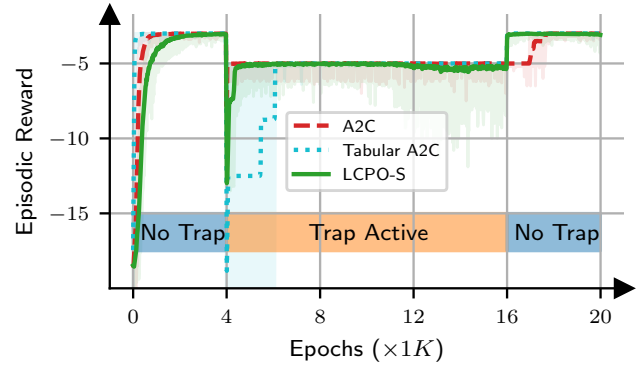 Episodic Reward
−5
−10
−15
A2C
Tabular A2C
LCPO-S
No Trap
Trap Active
No Trap
0 4 8 12 16 20
Epochs (×1K)